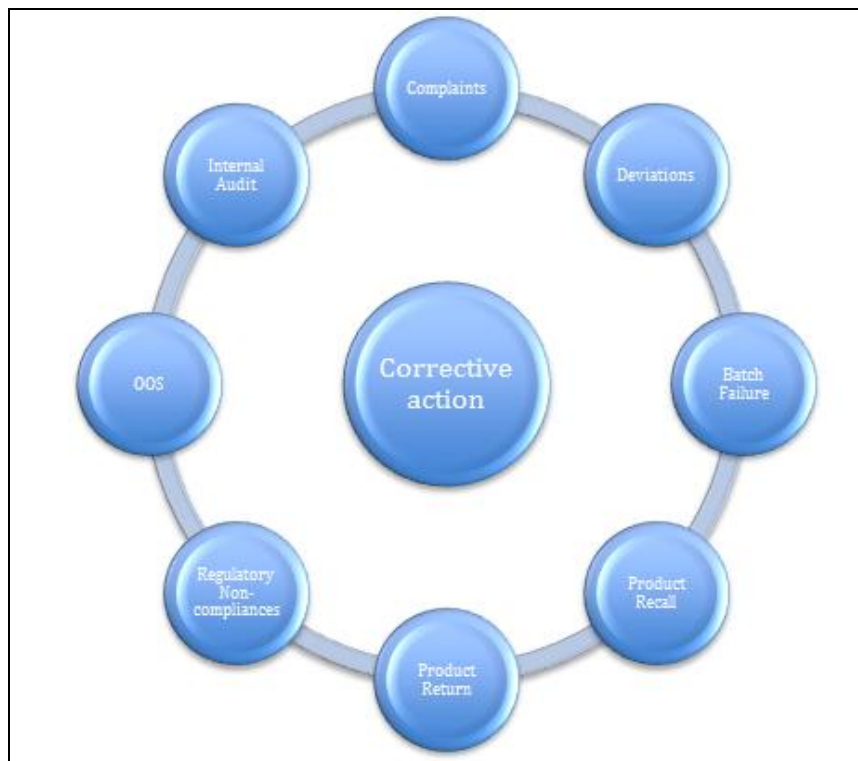 Complaints
Deviations
Batch
Failure
Product
Recall
Product
Return
Regulatory
Non-
compliances
OOS
Internal
Audit
Corrective
action